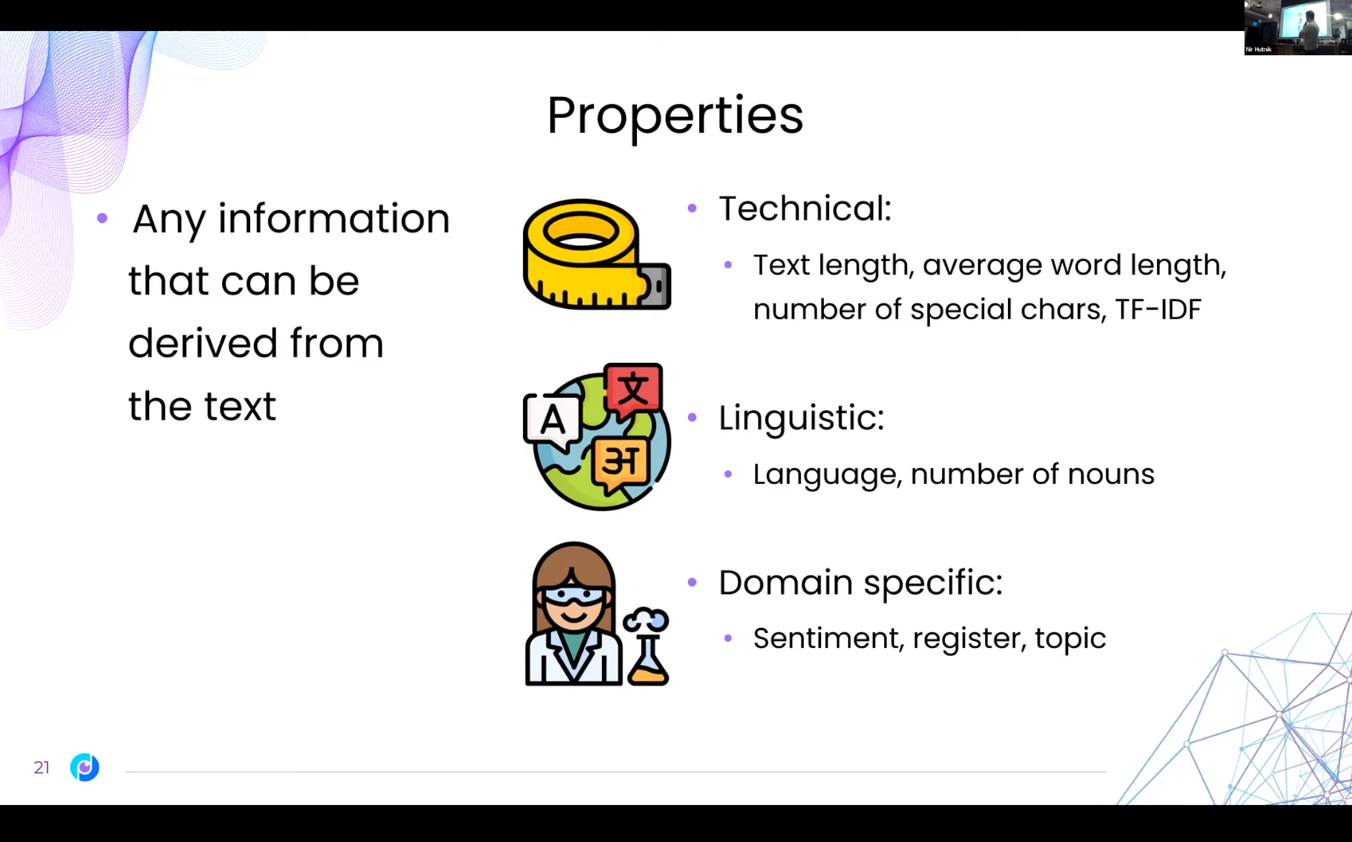 Nir Hutnik
Properties
• Any information
that can be
derived from
the text
• Technical:
• Text length, average word length,
number of special chars, TF-IDF
A
文
अ
• Linguistic:
• Language, number of nouns
• Domain specific:
• Sentiment, register, topic
21